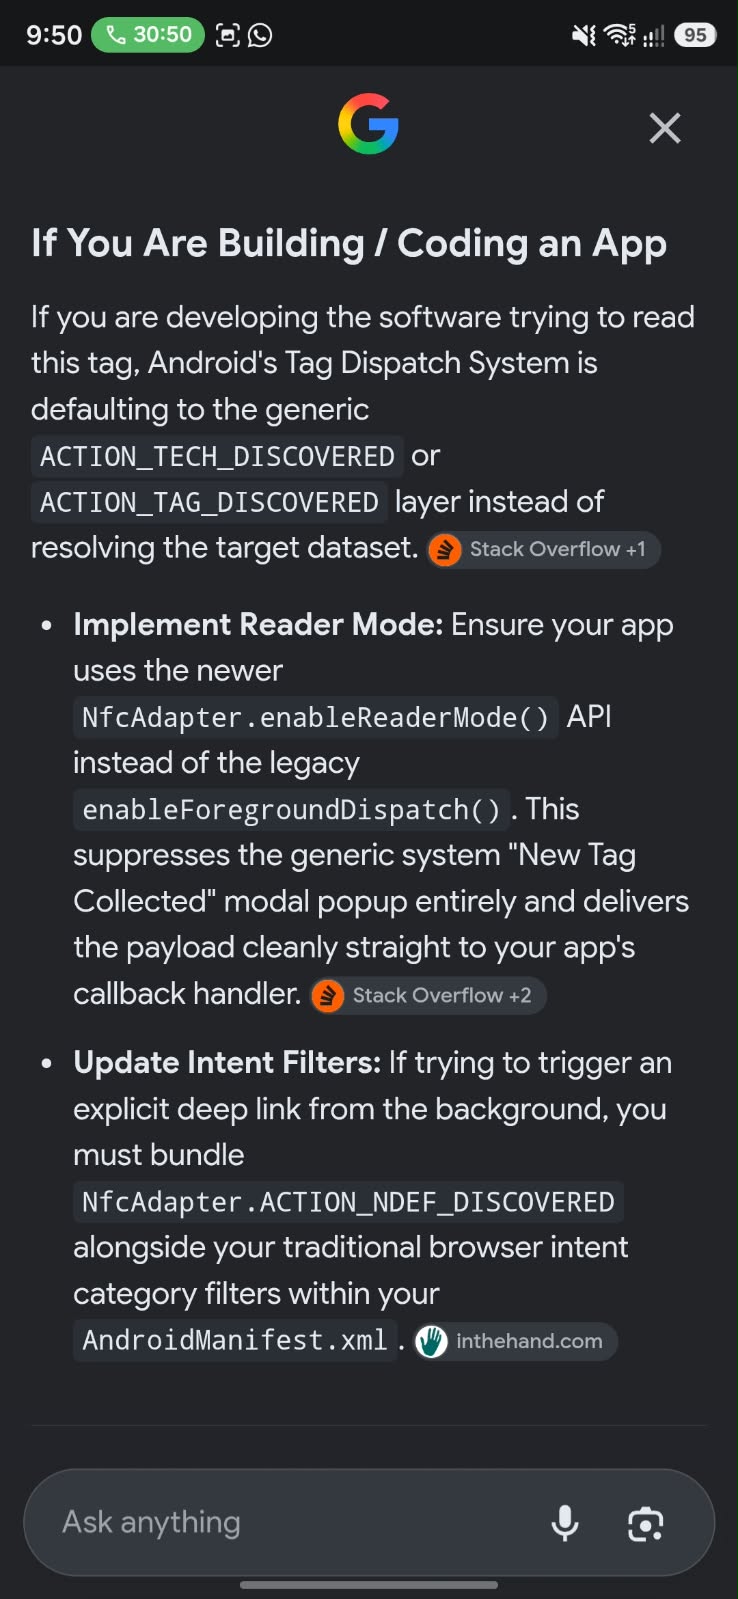 9:50 30:50 5 95
If You Are Building / Coding an App
If you are developing the software trying to read
this tag, Android's Tag Dispatch System is
defaulting to the generic
ACTION_TECH_DISCOVERED or
ACTION_TAG_DISCOVERED layer instead of
resolving the target dataset. Stack Overflow +1
• Implement Reader Mode: Ensure your app
uses the newer
NfcAdapter.enableReaderMode() API
instead of the legacy
enableForegroundDispatch(). This
suppresses the generic system "New Tag
Collected" modal popup entirely and delivers
the payload cleanly straight to your app's
callback handler. Stack Overflow +2
• Update Intent Filters: If trying to trigger an
explicit deep link from the background, you
must bundle
NfcAdapter.ACTION_NDEF_DISCOVERED
alongside your traditional browser intent
category filters within your
AndroidManifest.xml. inthehand.com
Ask anything